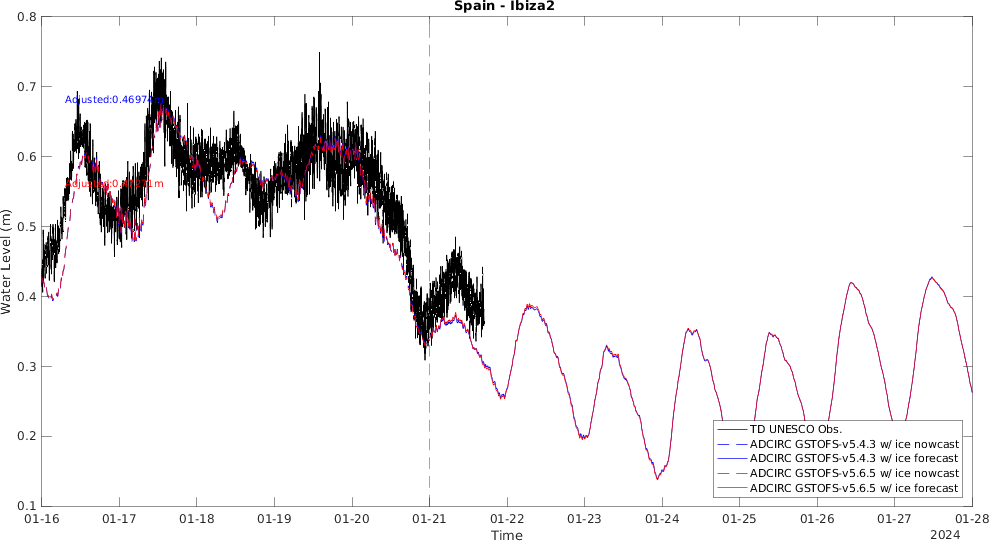 Spain - Ibiza2
0.8
0.7
0.6
0.5
0.4
0.3
0.2
0.1
Water Level (m)
Adjusted:0.46974m
TD UNESCO Obs.
ADCIRC GSTOFS-v5.4.3 w/ ice nowcast
ADCIRC GSTOFS-v5.4.3 w/ ice forecast
ADCIRC GSTOFS-v5.6.5 w/ ice nowcast
ADCIRC GSTOFS-v5.6.5 w/ ice forecast
01-16 01-17 01-18 01-19 01-20 01-21 01-22 01-23 01-24 01-25 01-26 01-27 01-28
Time
2024